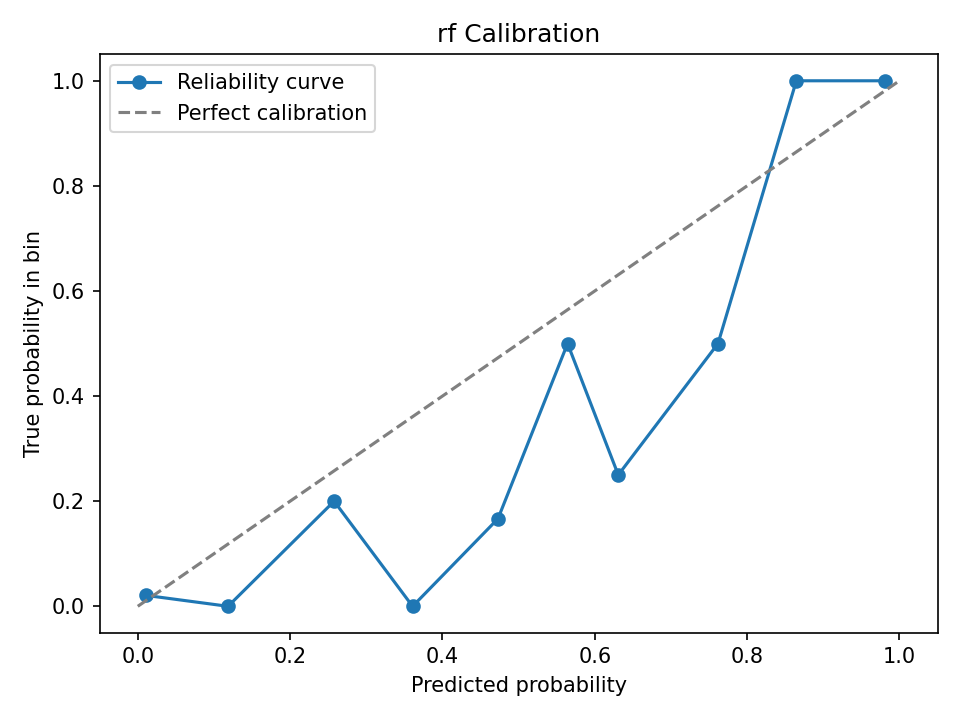 rf Calibration
Reliability curve
Perfect calibration
1.0
0.8
0.6
0.4
0.2
0.0
True probability in bin
0.0 0.2 0.4 0.6 0.8 1.0
Predicted probability